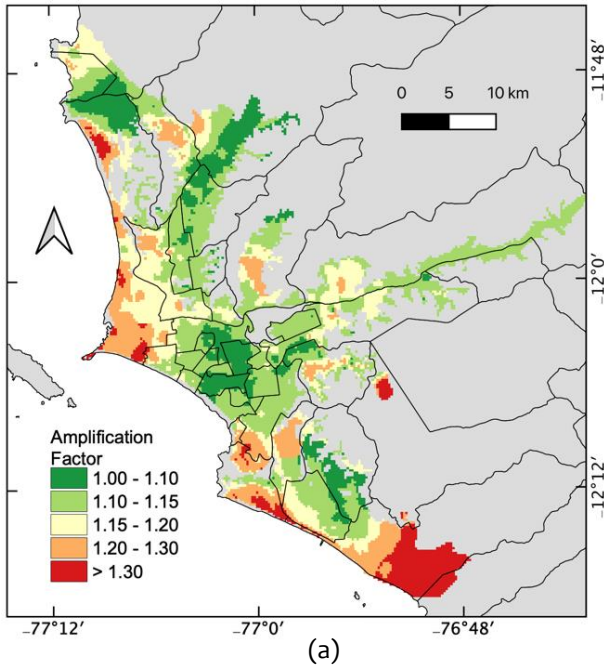 −11°48'
0 5 10 km
−12°0'
Amplification
Factor
1.00 - 1.10
1.10 - 1.15
1.15 - 1.20
1.20 - 1.30
> 1.30
−12°12'
−77°12' −77°0' −76°48'
(a)